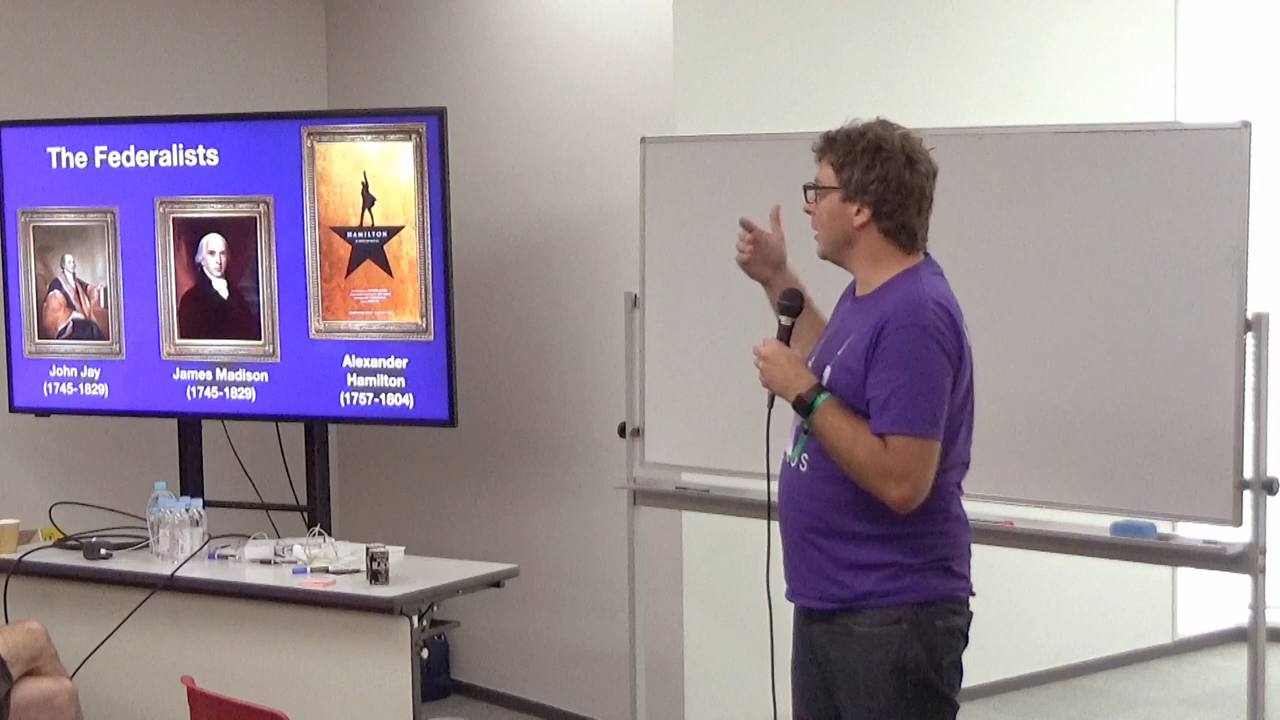 The Federalists
HAMILTON
John Jay
(1745-1829)
James Madison
(1745-1829)
Alexander
Hamilton
(1757-1804)